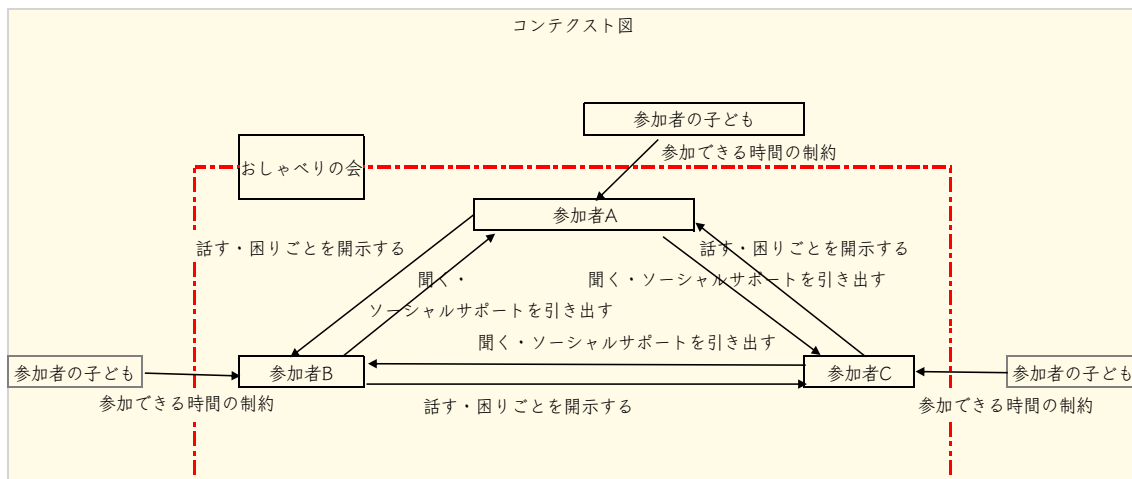 コンテクスト図
参加者の子ども
参加できる時間の制約
おしゃべりの会
参加者A
話す・困りごとを開示する
話す・困りごとを開示する
聞く・
ソーシャルサポートを引き出す
聞く・ソーシャルサポートを引き出す
聞く・ソーシャルサポートを引き出す
参加者の子ども
参加者B
参加者C
参加者の子ども
参加できる時間の制約
話す・困りごとを開示する
参加できる時間の制約